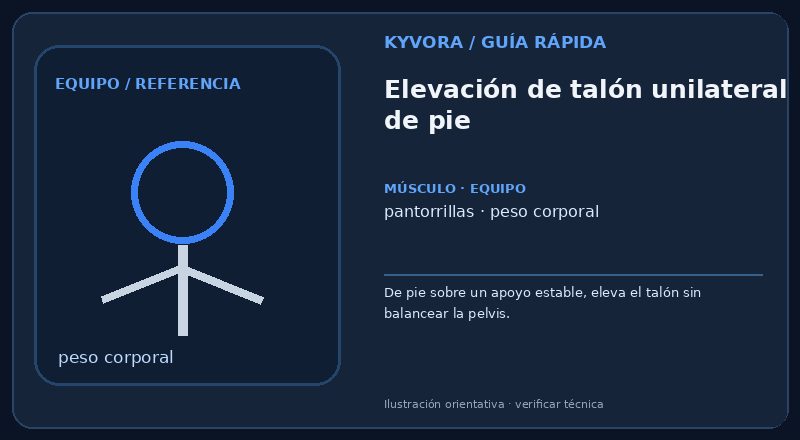 EQUIPO / REFERENCIA
peso corporal
KYVORA / GUÍA RÁPIDA
Elevación de talón unilateral
de pie
MÚSCULO · EQUIPO
pantorrillas · peso corporal
De pie sobre un apoyo estable, eleva el talón sin
balancear la pelvis.
Ilustración orientativa · verificar técnica